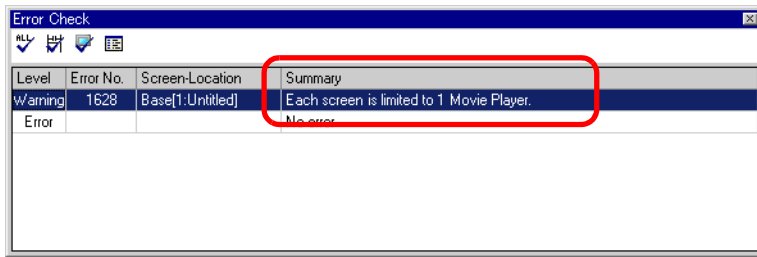 Error Check
ALL
Level Error No. Screen-Location Summary
Warning 1628 Base[1:Untitled] Each screen is limited to 1 Movie Player.
Error No error